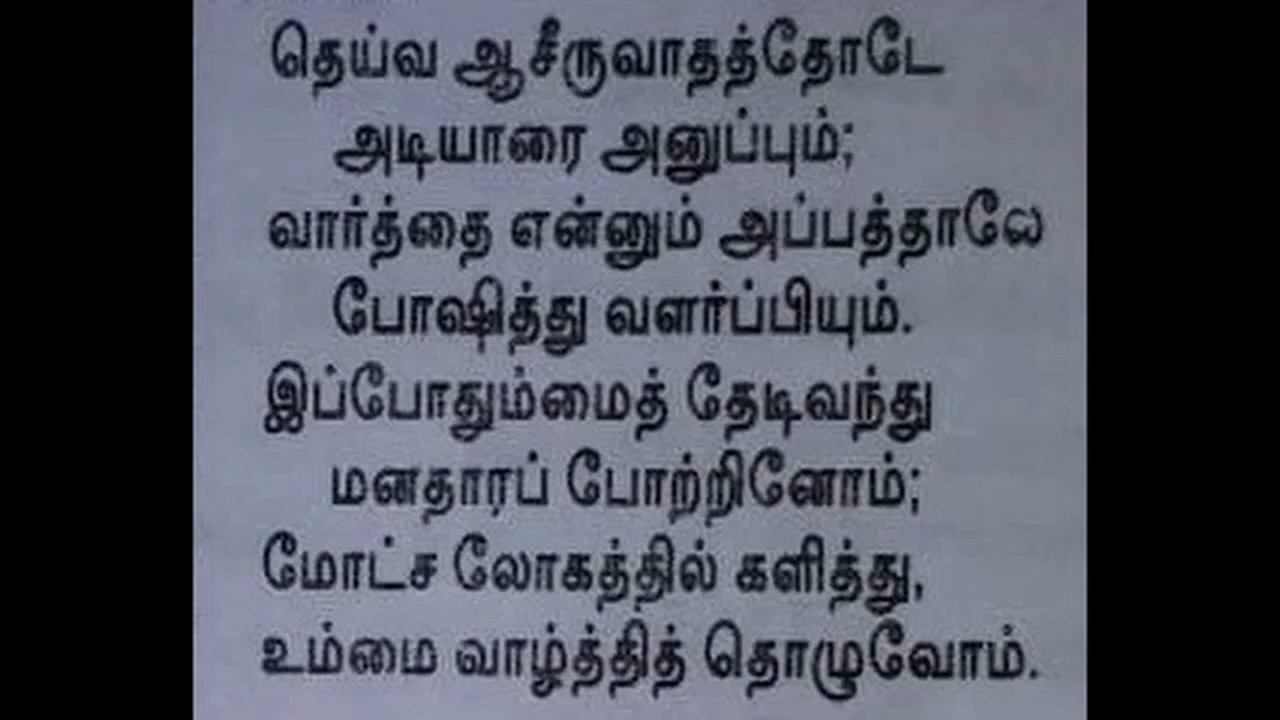 தெய்வ ஆசீருவாதத்தோடே
அடியாரை அனுப்பும்;
வார்த்தை என்னும் அப்பத்தாலே
போஷித்து வளர்ப்பியும்.
இப்போதும்மைத் தேடிவந்து
மனதாரப் போற்றினோம்;
மோட்ச லோகத்தில் களித்து,
உம்மை வாழ்த்தித் தொழுவோம்.